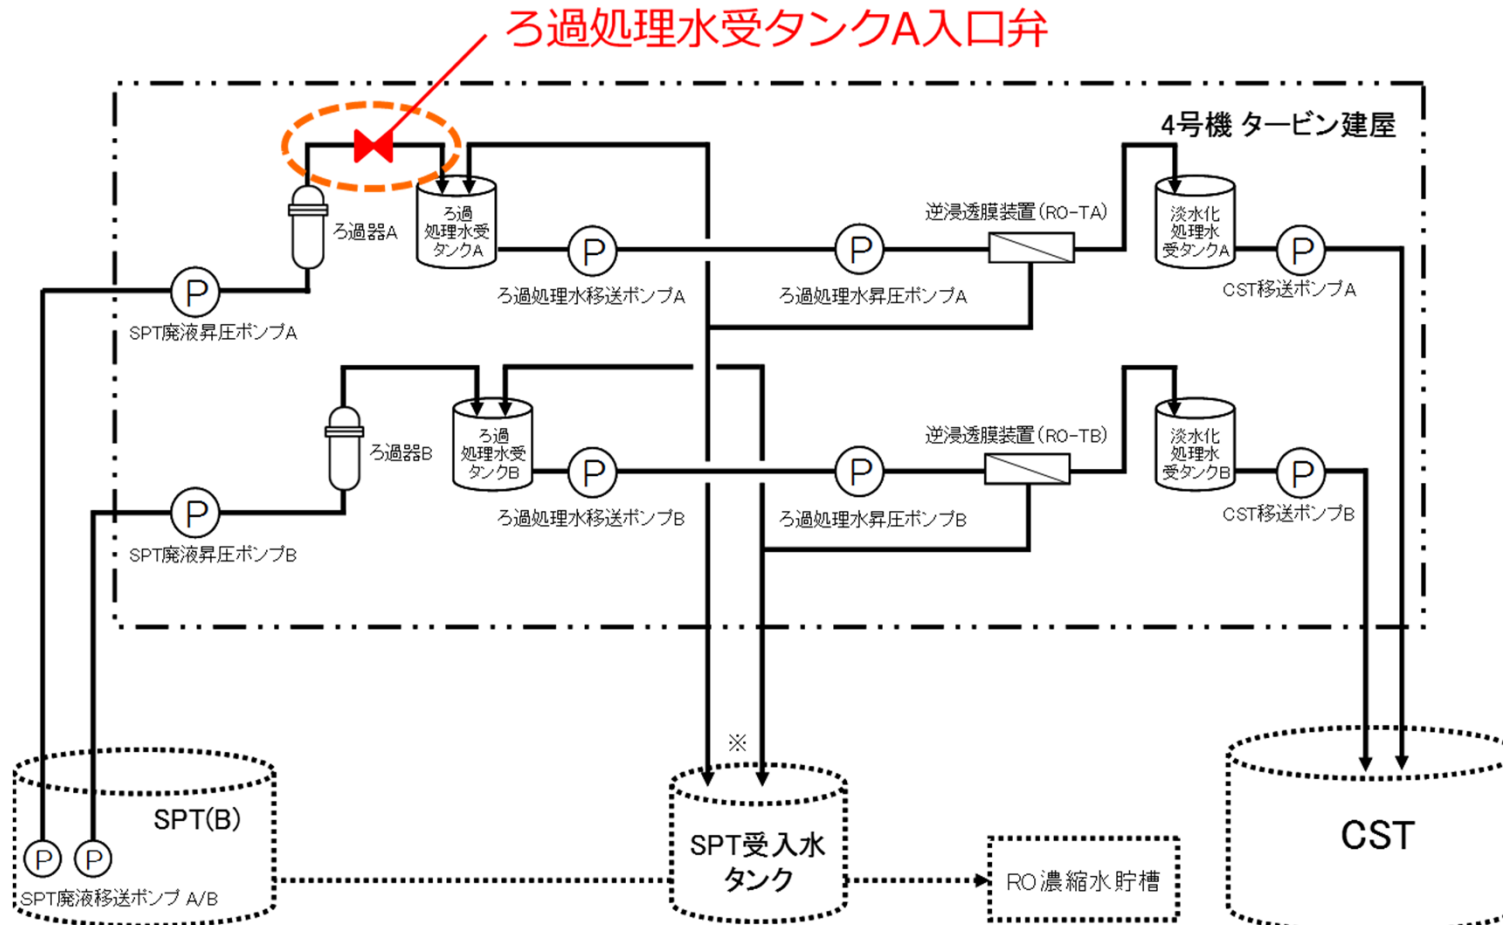 ろ過処理水受タンクA入口弁
4号機 タービン建屋
ろ過器A
ろ過
処理水受
タンクA
逆浸透膜装置(RO-TA)
淡水化
処理水
受タンクA
P
P
P
P
SPT廃液昇圧ポンプA
ろ過処理水移送ポンプA
ろ過処理水昇圧ポンプA
CST移送ポンプA
ろ過器B
ろ過
処理水受
タンクB
逆浸透膜装置(RO-TB)
淡水化
処理水
受タンクB
P
P
P
P
SPT廃液昇圧ポンプB
ろ過処理水移送ポンプB
ろ過処理水昇圧ポンプB
CST移送ポンプB
※
SPT(B)
P
P
SPT廃液移送ポンプ A/B
SPT受入水
タンク
RO濃縮水貯槽
CST